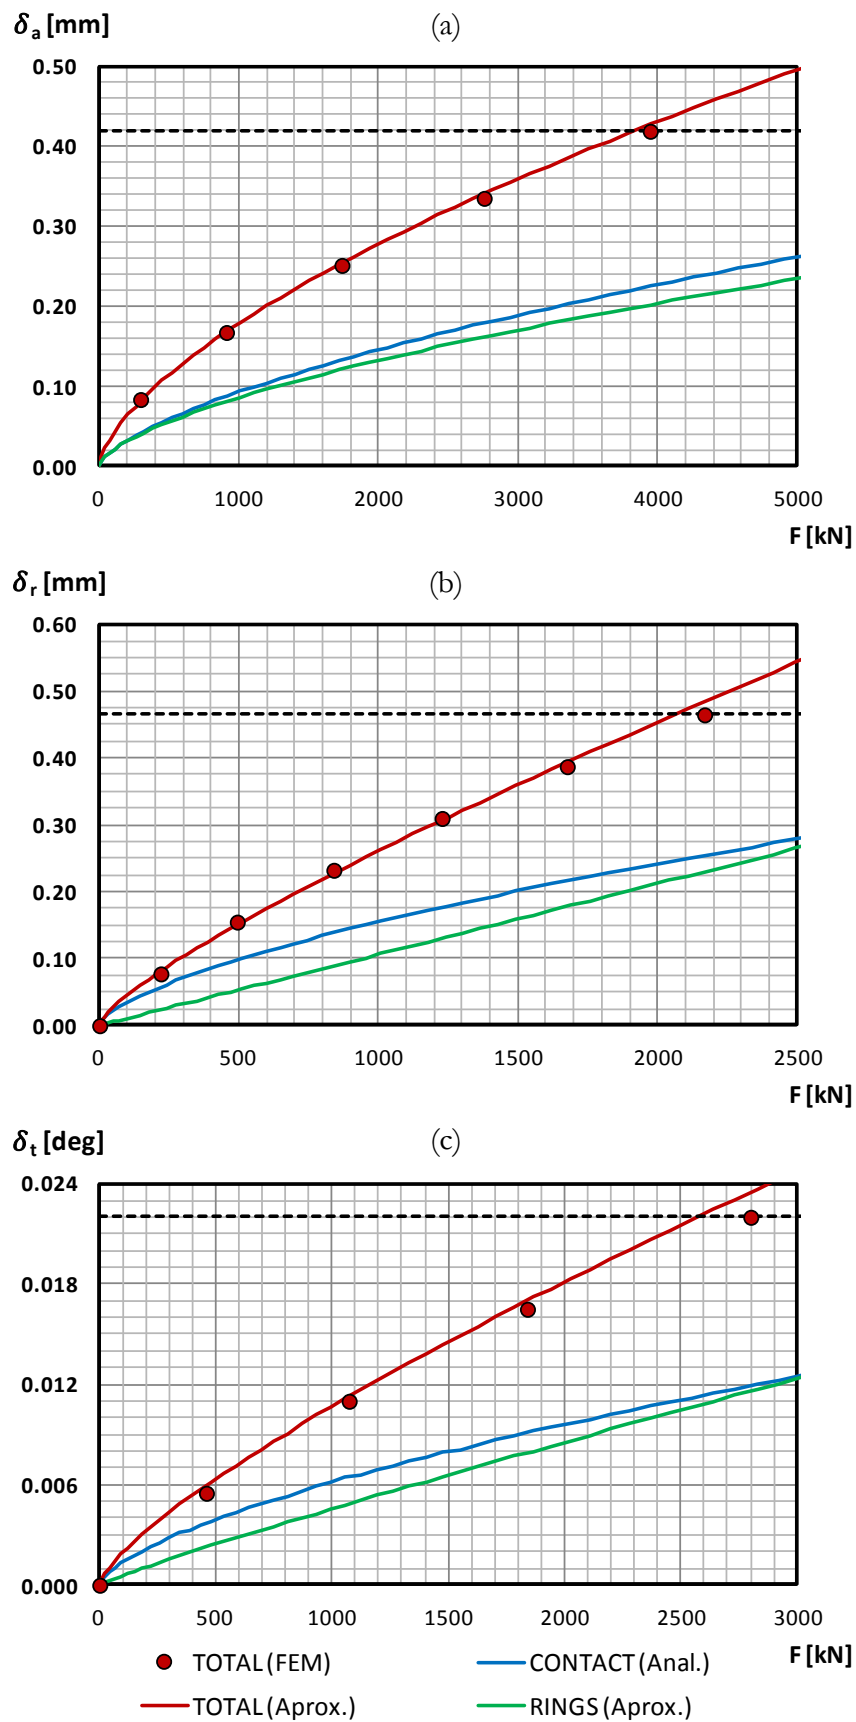 δa [mm] (a)
0.50
0.40
0.30
0.20
0.10
0.00
0 1000 2000 3000 4000 5000
F [kN]
δr [mm] (b)
0.60
0.50
0.40
0.30
0.20
0.10
0.00
0 500 1000 1500 2000 2500
F [kN]
δt [deg] (c)
0.024
0.018
0.012
0.006
0.000
0 500 1000 1500 2000 2500 3000
F [kN]
TOTAL (FEM) CONTACT (Anal.)
TOTAL (Aprox.) RINGS (Aprox.)